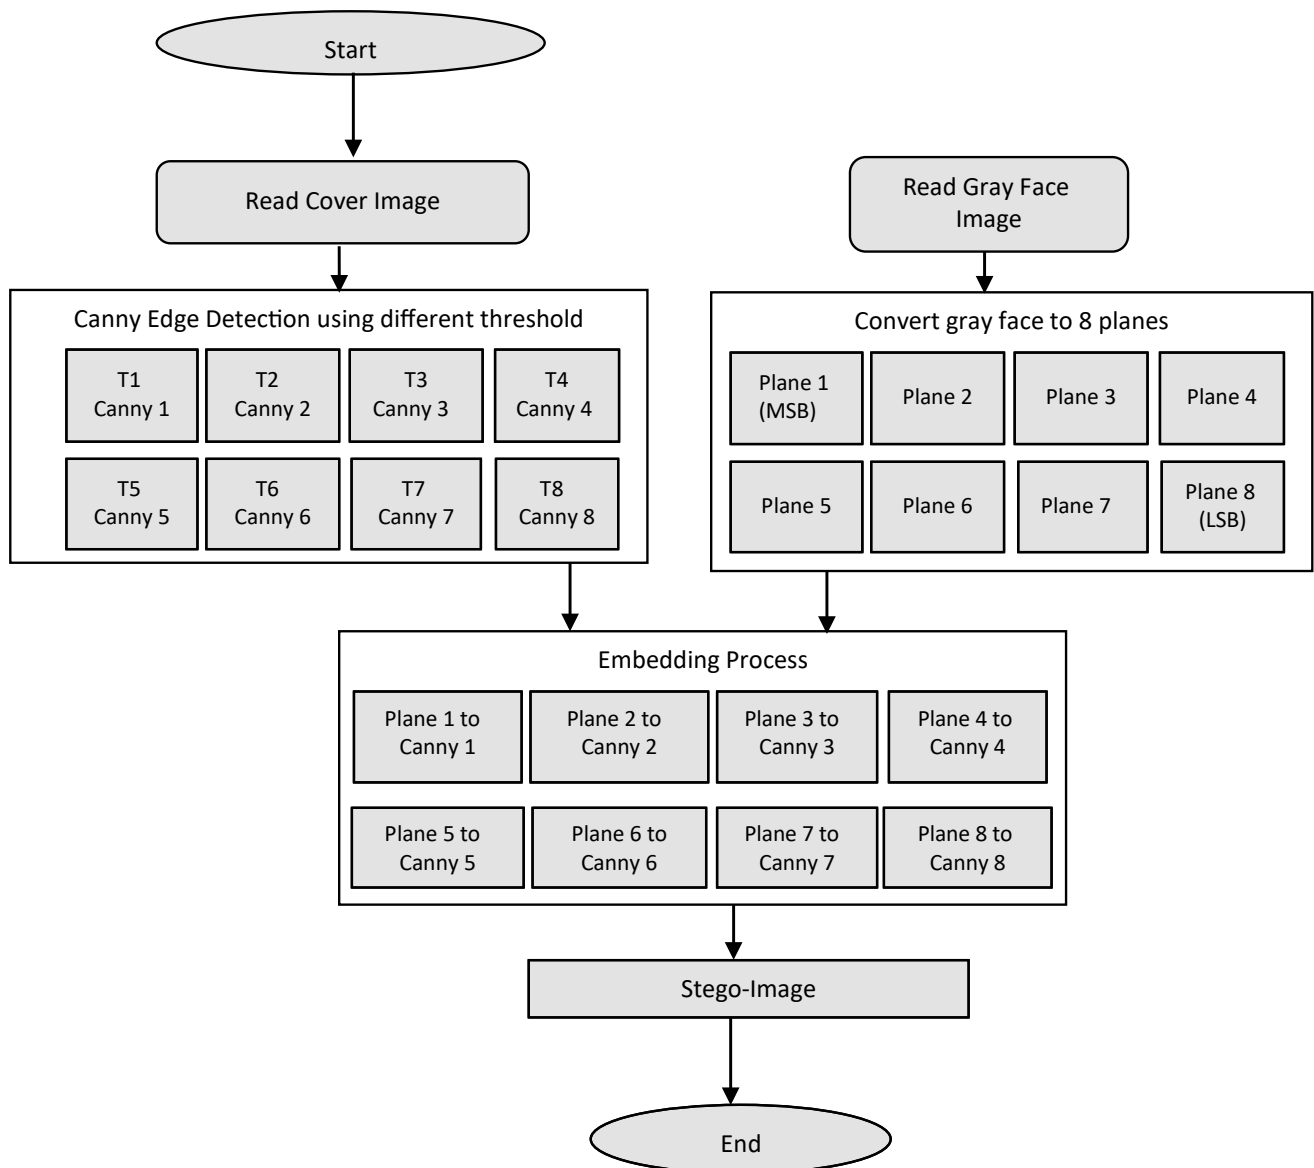 Start
Read Cover Image
Read Gray Face
Image
Canny Edge Detection using different threshold
T1
Canny 1
T2
Canny 2
T3
Canny 3
T4
Canny 4
T5
Canny 5
T6
Canny 6
T7
Canny 7
T8
Canny 8
Convert gray face to 8 planes
Plane 1
(MSB)
Plane 2
Plane 3
Plane 4
Plane 5
Plane 6
Plane 7
Plane 8
(LSB)
Embedding Process
Plane 1 to
Canny 1
Plane 2 to
Canny 2
Plane 3 to
Canny 3
Plane 4 to
Canny 4
Plane 5 to
Canny 5
Plane 6 to
Canny 6
Plane 7 to
Canny 7
Plane 8 to
Canny 8
Stego-Image
End